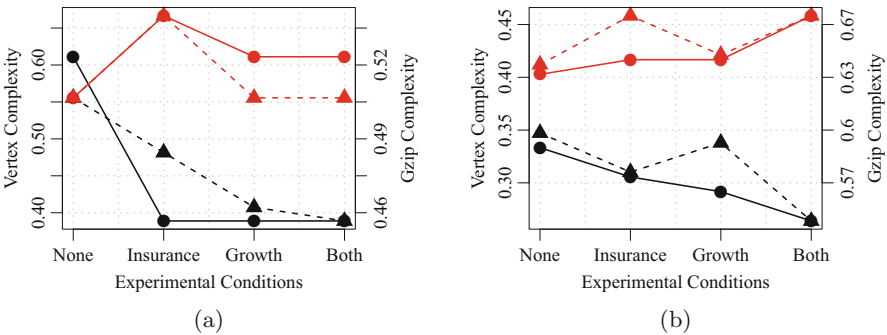 Vertex Complexity
0.60
0.50
0.40
0.52
0.49
0.46
Gzip Complexity
None Insurance Growth Both
Experimental Conditions
(a)
Vertex Complexity
0.45
0.40
0.35
0.30
0.67
0.63
0.6
0.57
Gzip Complexity
None Insurance Growth Both
Experimental Conditions
(b)